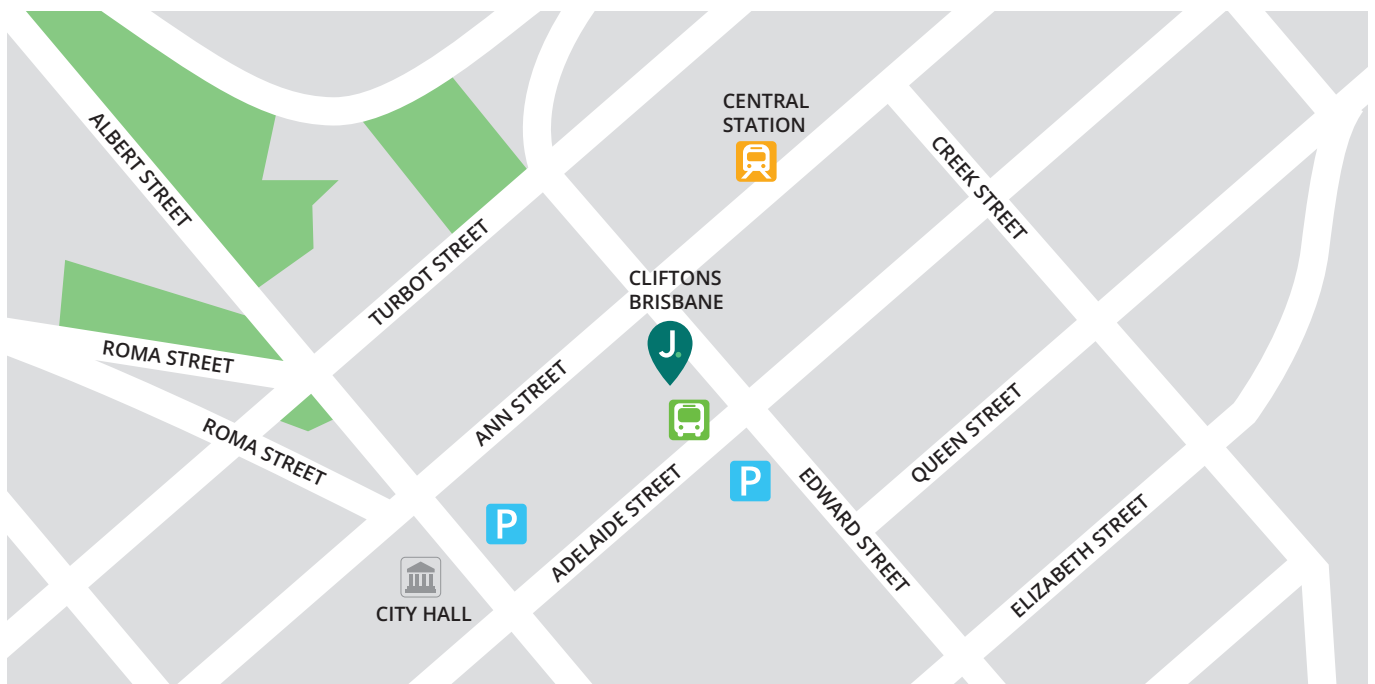 CENTRAL
STATION
ALBERT STREET
CREEK STREET
TURBOT STREET
CLIFTONS
BRISBANE
J.
ROMA STREET
ANN STREET
ROMA STREET
QUEEN STREET
P
EDWARD STREET
P
ADELAIDE STREET
ELIZABETH STREET
CITY HALL